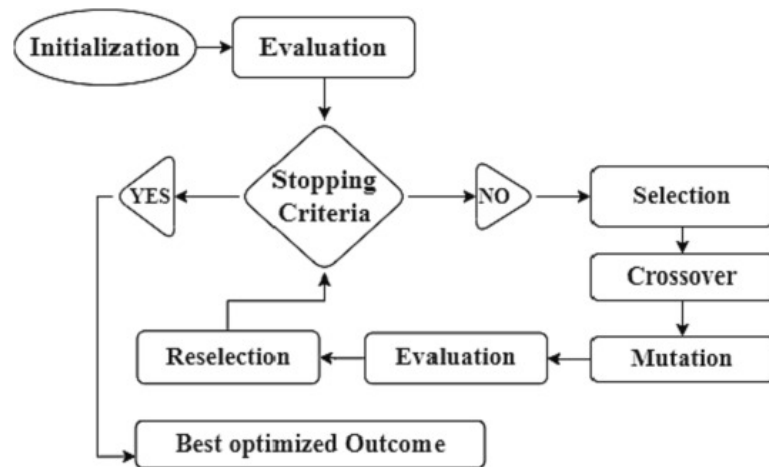 Initialization
Evaluation
Stopping
Criteria
YES
NO
Selection
Crossover
Mutation
Evaluation
Reselection
Best optimized Outcome